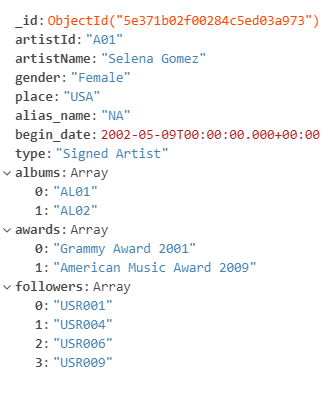 _id: ObjectId("5e371b02f00284c5ed03a973")
artistId: "A01"
artistName: "Selena Gomez"
gender: "Female"
place: "USA"
alias_name: "NA"
begin_date: 2002-05-09T00:00:00.000+00:00
type: "Signed Artist"
albums: Array
0: "AL01"
1: "AL02"
awards: Array
0: "Grammy Award 2001"
1: "American Music Award 2009"
followers: Array
0: "USR001"
1: "USR004"
2: "USR006"
3: "USR009"